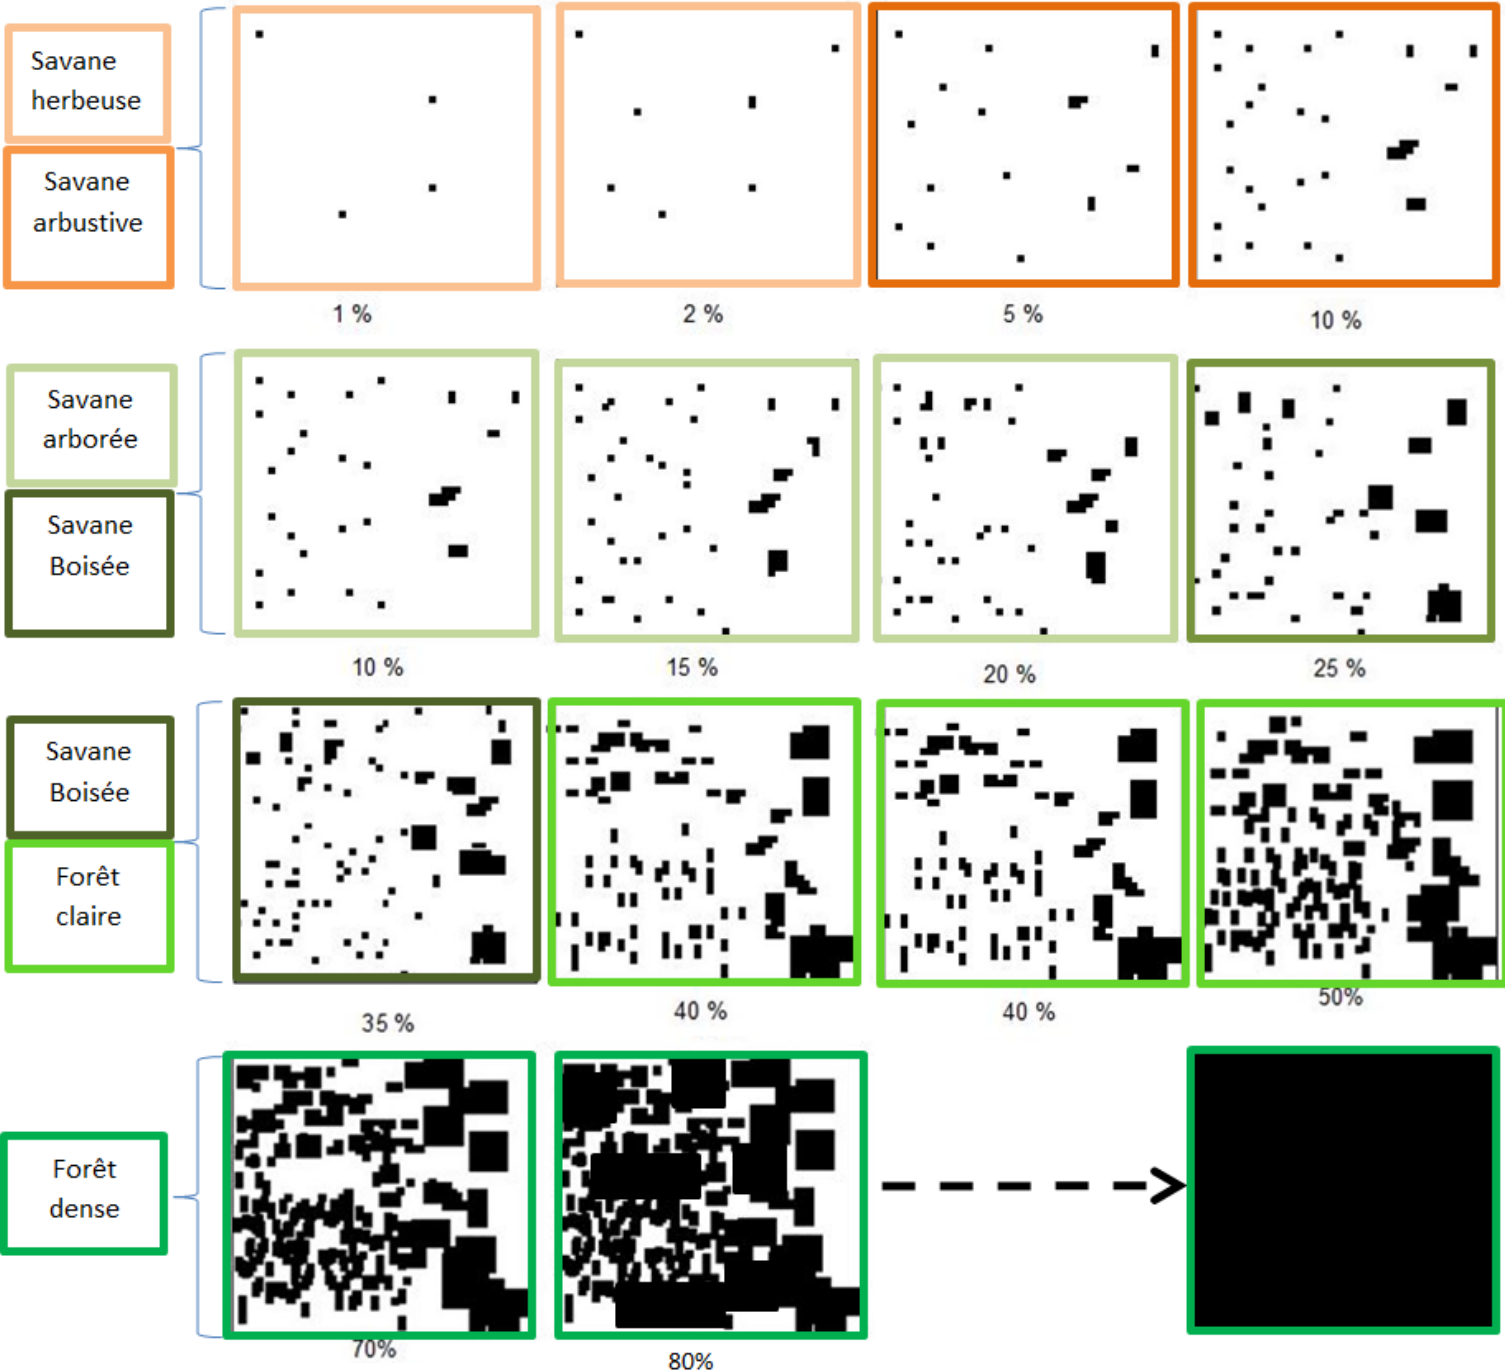 Savane
herbeuse
Savane
arbustive
1 %
2 %
5 %
10 %
Savane
arborée
Savane
Boisée
10 %
15 %
20 %
25 %
Savane
Boisée
Forêt
claire
35 %
40 %
40 %
50%
Forêt
dense
70%
80%